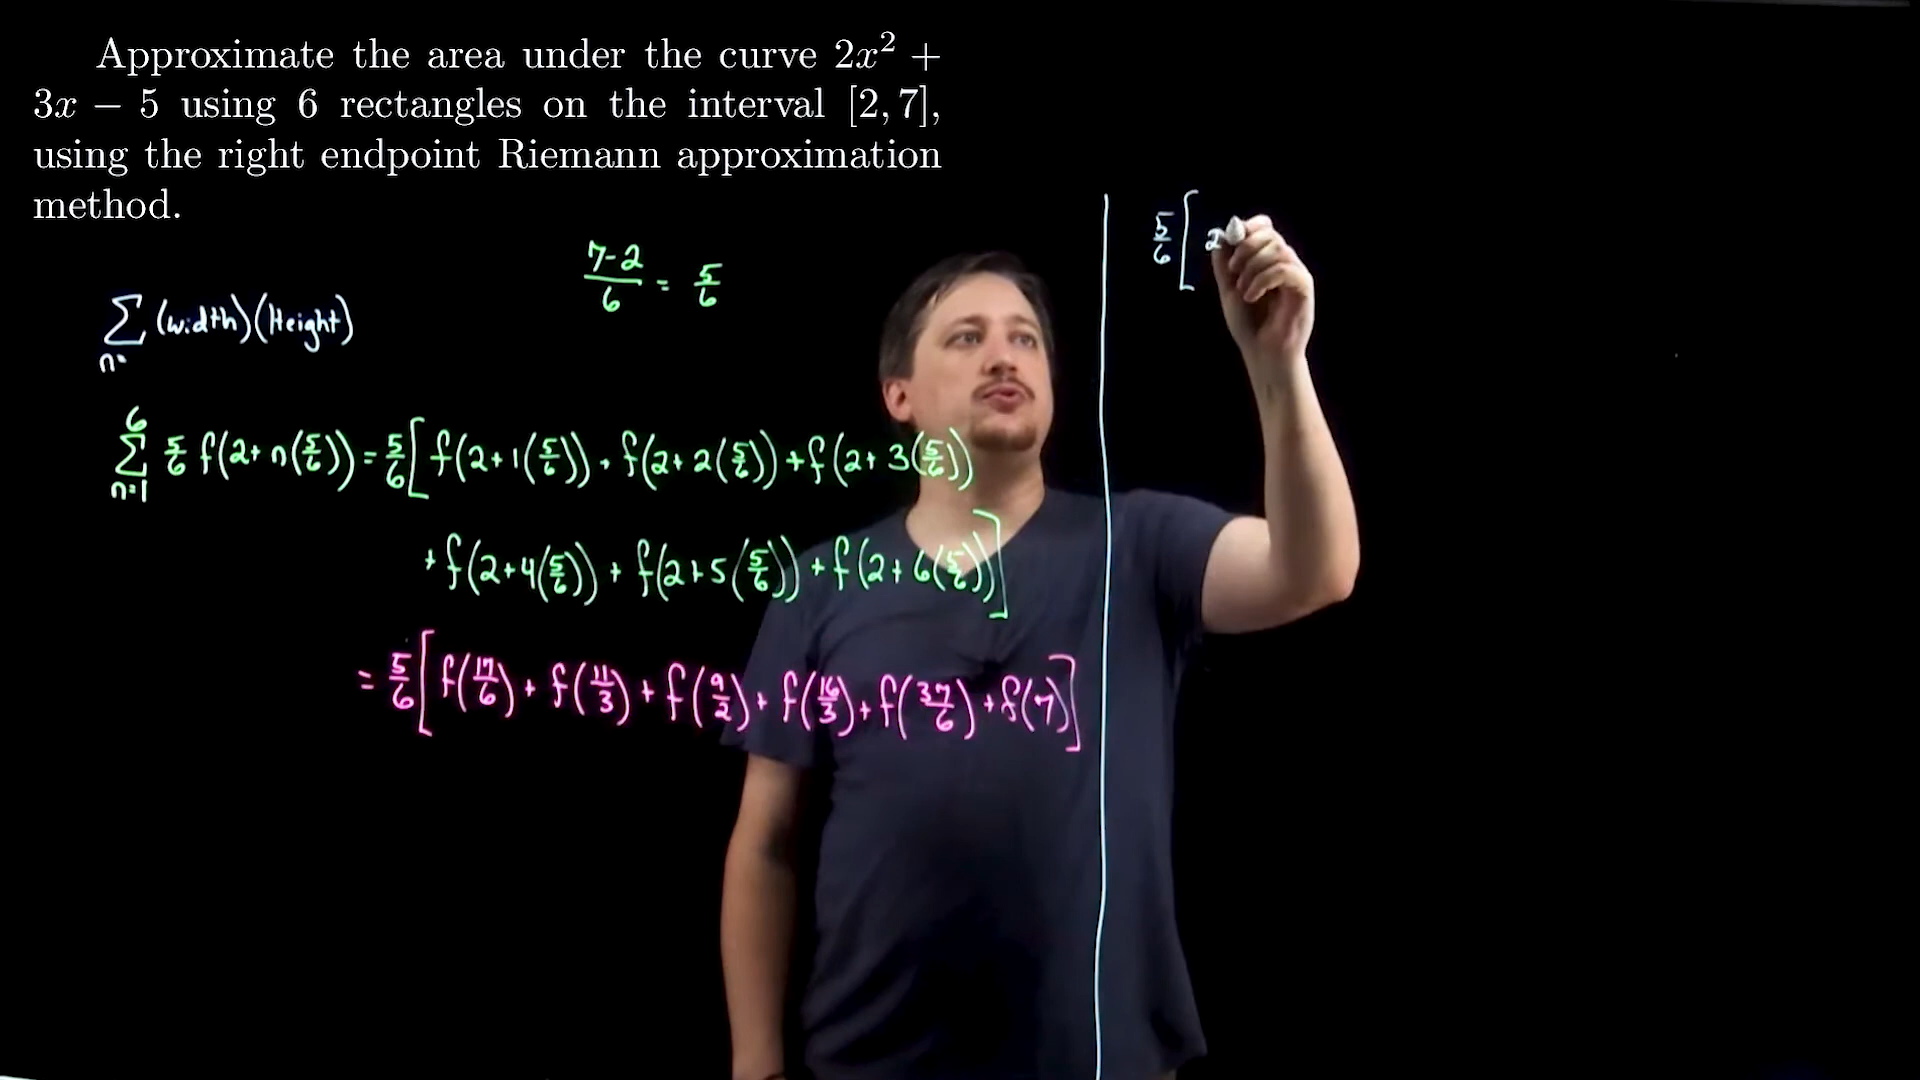 Approximate the area under the curve 2x² +
3x − 5 using 6 rectangles on the interval [2, 7],
using the right endpoint Riemann approximation
method.
(7-2)/6 = 5/6
∑ n= (width)(Height)
∑ n=1 6 5/6 f(2+n(5/6)) = 5/6[f(2+1(5/6)) + f(2+2(5/6)) + f(2+3(5/6))
+ f(2+4(5/6)) + f(2+5(5/6)) + f(2+6(5/6))]
= 5/6[f(17/6) + f(11/3) + f(9/2) + f(16/3) + f(37/6) + f(7)]
5/6[2